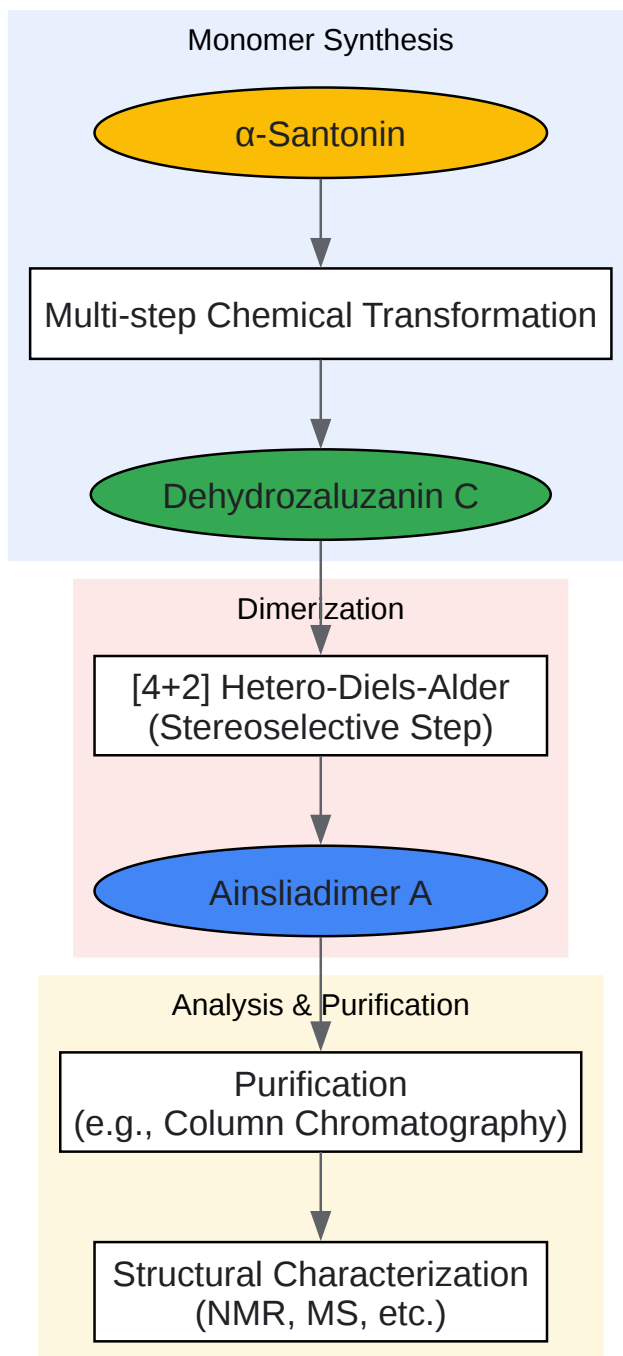 Monomer Synthesis
α-Santonin
Multi-step Chemical Transformation
Dehydrozaluzanin C
Dimerization
[4+2] Hetero-Diels-Alder
(Stereoselective Step)
Ainsliadimer A
Analysis & Purification
Purification
(e.g., Column Chromatography)
Structural Characterization
(NMR, MS, etc.)